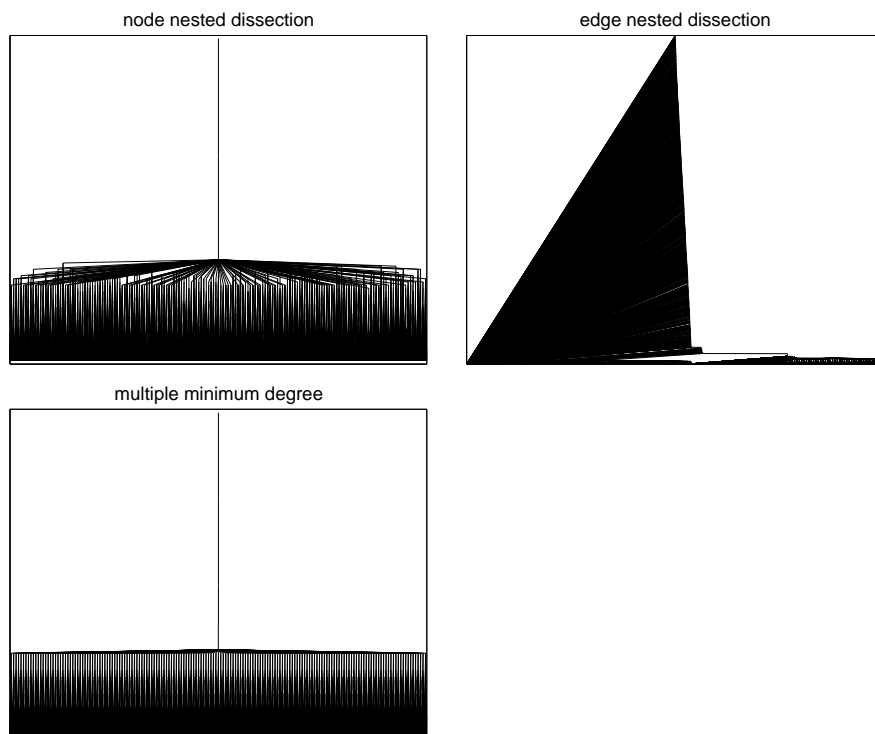 node nested dissection
edge nested dissection
multiple minimum degree